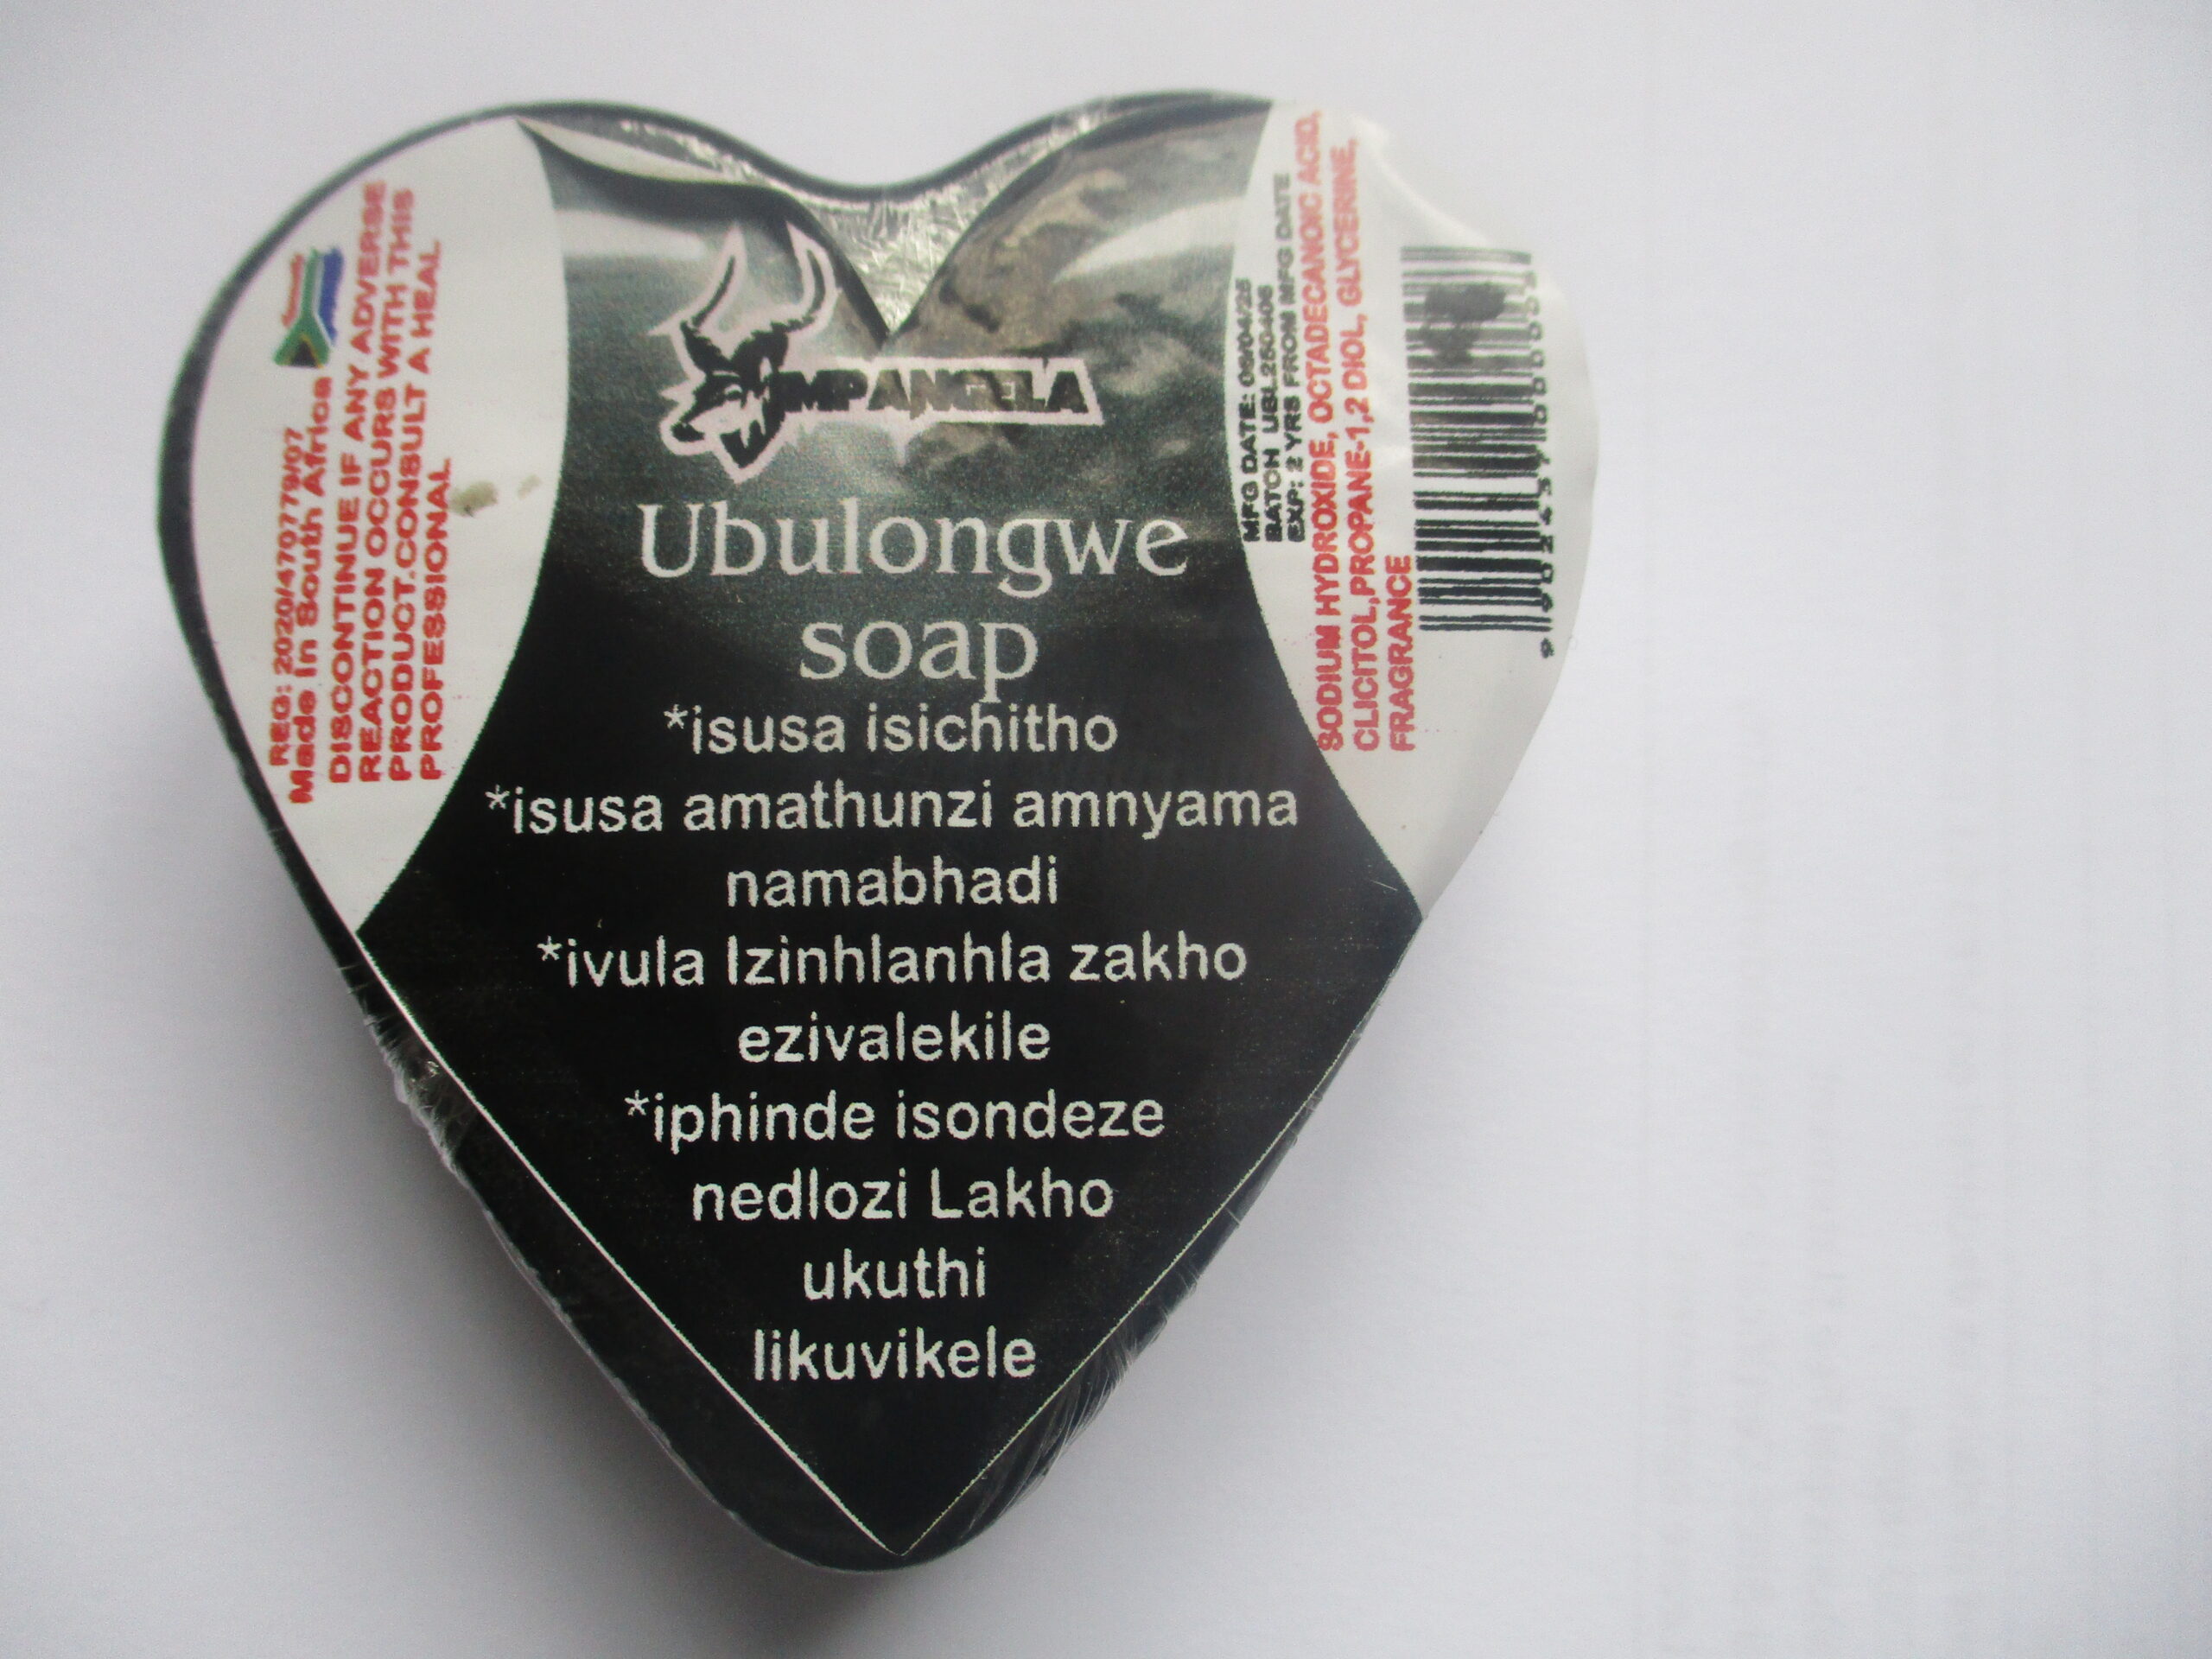 MPANGELA
Ubulongwe
soap
*isusa isichitho
*isusa amathunzi amnyama
namabhadi
*ivula Izinhlanhla zakho
ezivalekile
*iphinde isondeze
nedlozi Lakho
ukuthi
likuvikele
REG: 2020/470779/07
Made in South Africa
DISCONTINUE IF ANY ADVERSE
REACTION OCCURS WITH THIS
PRODUCT.CONSULT A HEAL
PROFESSIONAL
MFG DATE:
BATCH
EXP: 2 YRS FROM MFG DATE
SODIUM HYDROXIDE, OCTADECANOIC ACID,
CLICITOL,PROPANE-1,2 DIOL, GLYCERINE,
FRAGRANCE